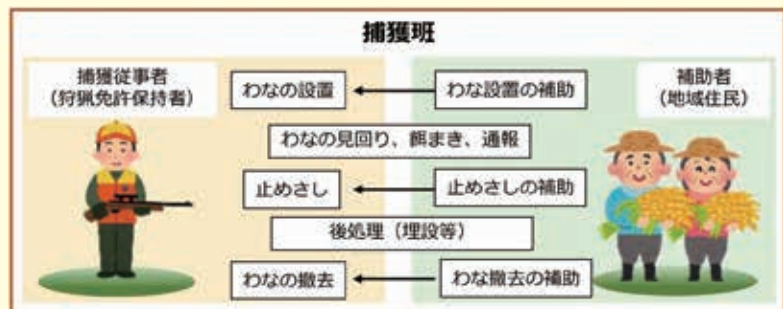 捕獲班
捕獲従事者
（狩猟免許保持者）
補助者
（地域住民）
わなの設置
わな設置の補助
わなの見回り、餌まき、通報
止めさし
止めさしの補助
後処理（埋設等）
わなの撤去
わな撤去の補助